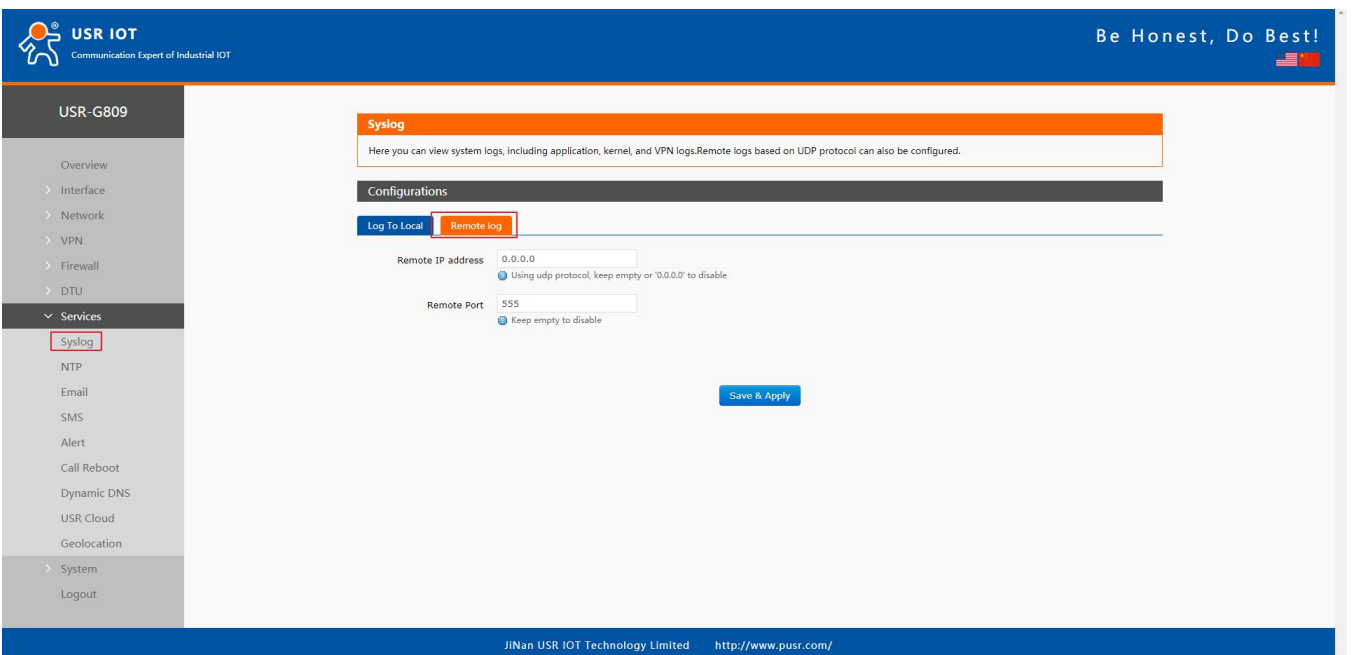 USR IOT
Communication Expert of Industrial IOT
Be Honest, Do Best!
USR-G809
Overview
Interface
Network
VPN
Firewall
DTU
Services
Syslog
NTP
Email
SMS
Alert
Call Reboot
Dynamic DNS
USR Cloud
Geolocation
System
Logout
Syslog
Here you can view system logs, including application, kernel, and VPN logs.Remote logs based on UDP protocol can also be configured.
Configurations
Log To Local Remote log
Remote IP address 0.0.0.0
Using udp protocol, keep empty or '0.0.0.0' to disable
Remote Port 555
Keep empty to disable
Save & Apply
JiNan USR IOT Technology Limited http://www.pusr.com/